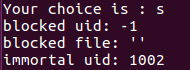 Your choice is : s
blocked uid: -1
blocked file: ''
immortal uid: 1002